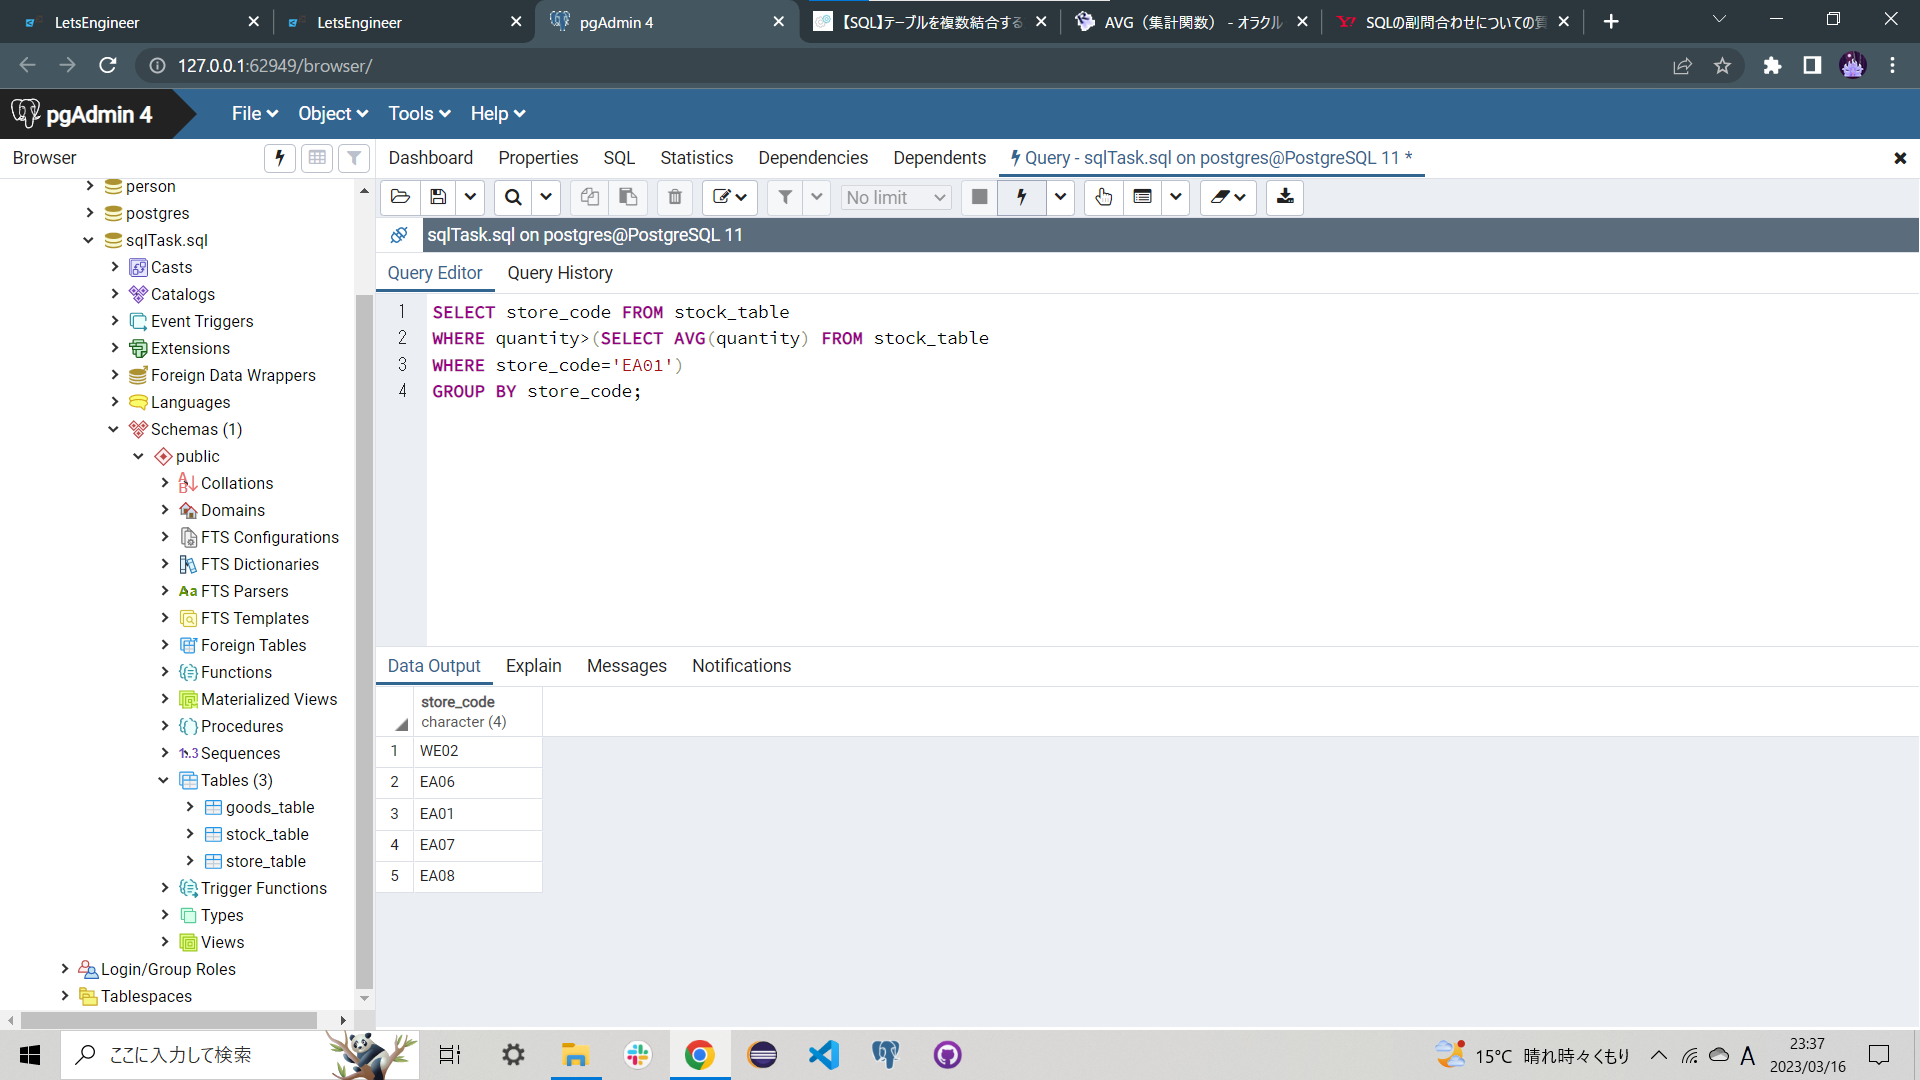 LetsEngineer
LetsEngineer
pgAdmin 4
【SQL】テーブルを複数結合する
AVG（集計関数） - オラクル
SQLの副問合わせについての質
127.0.0.1:62949/browser/
pgAdmin 4
File
Object
Tools
Help
Browser
Dashboard
Properties
SQL
Statistics
Dependencies
Dependents
Query - sqlTask.sql on postgres@PostgreSQL 11 *
person
postgres
sqlTask.sql
Casts
Catalogs
Event Triggers
Extensions
Foreign Data Wrappers
Languages
Schemas (1)
public
Collations
Domains
FTS Configurations
FTS Dictionaries
Aa FTS Parsers
FTS Templates
Foreign Tables
Functions
Materialized Views
Procedures
1..3 Sequences
Tables (3)
goods_table
stock_table
store_table
Trigger Functions
Types
Views
Login/Group Roles
Tablespaces
No limit
sqlTask.sql on postgres@PostgreSQL 11
Query Editor
Query History
1 SELECT store_code FROM stock_table
2 WHERE quantity>(SELECT AVG(quantity) FROM stock_table
3 WHERE store_code='EA01')
4 GROUP BY store_code;
Data Output
Explain
Messages
Notifications
store_code
character (4)
1 WE02
2 EA06
3 EA01
4 EA07
5 EA08
ここに入力して検索
15°C 晴れ時々くもり
A
23:37
2023/03/16